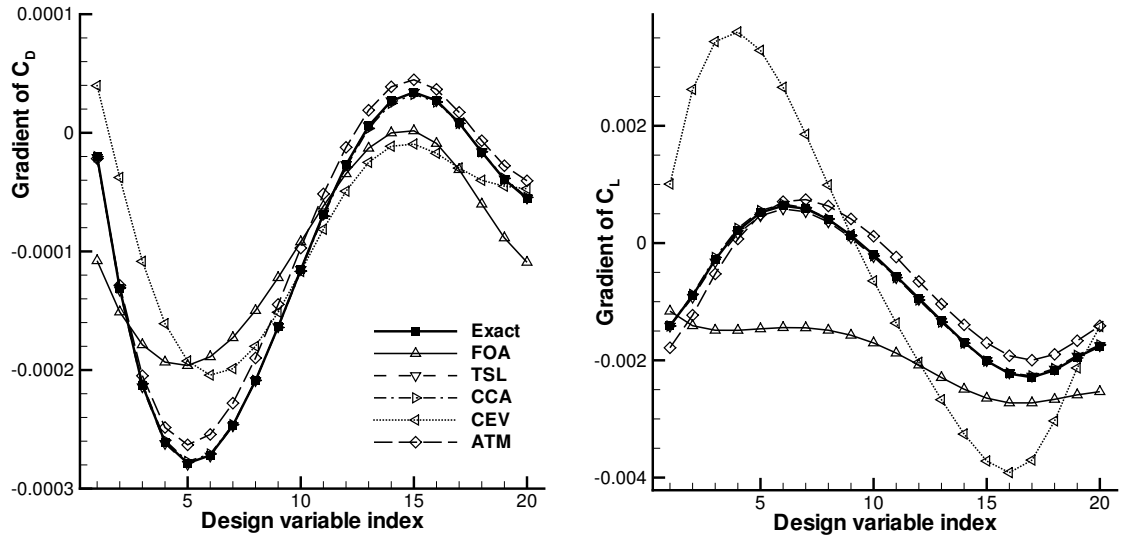 0.0001
0
-0.0001
-0.0002
-0.0003
Gradient of C_D
5
10
15
20
Design variable index
Exact
FOA
TSL
CCA
CEV
ATM
0.002
0
-0.002
-0.004
Gradient of C_L
5
10
15
20
Design variable index